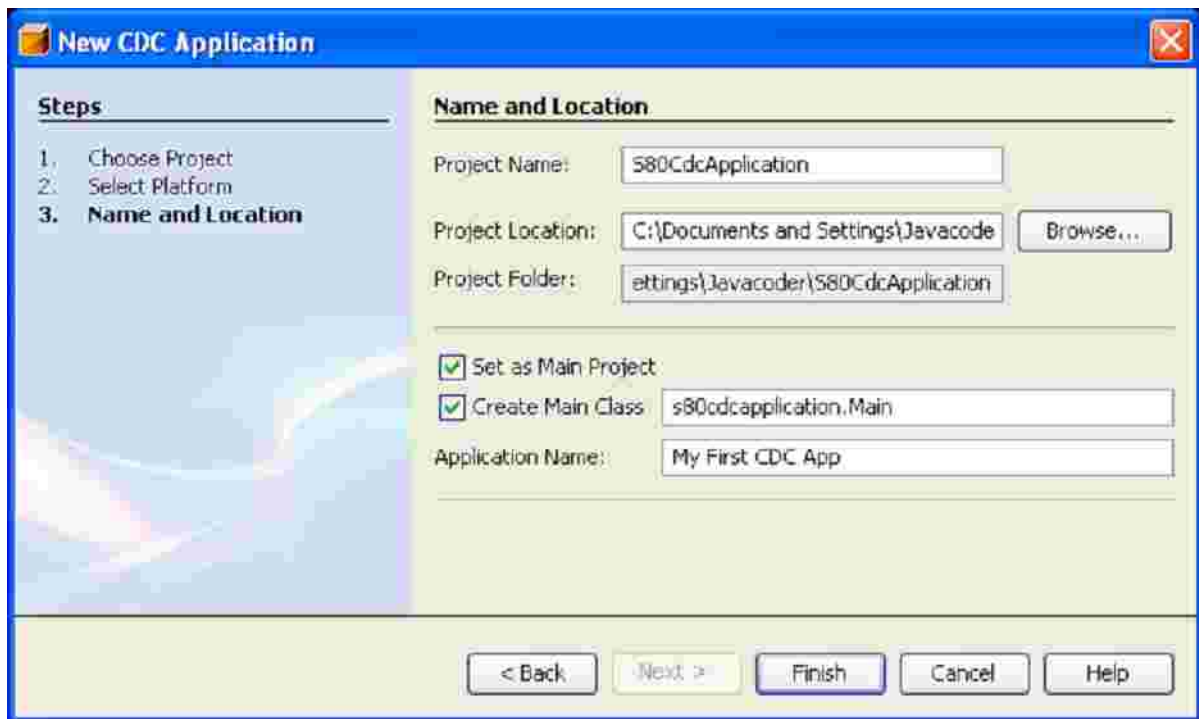 New CDC Application
Steps
1. Choose Project
2. Select Platform
3. Name and Location
Name and Location
Project Name: S80CdcApplication
Project Location: C:\Documents and Settings\Javacode Browse...
Project Folder: ettings\Javacoder\S80CdcApplication
Set as Main Project
Create Main Class s80cdcapplication.Main
Application Name: My First CDC App
< Back Next > Finish Cancel Help